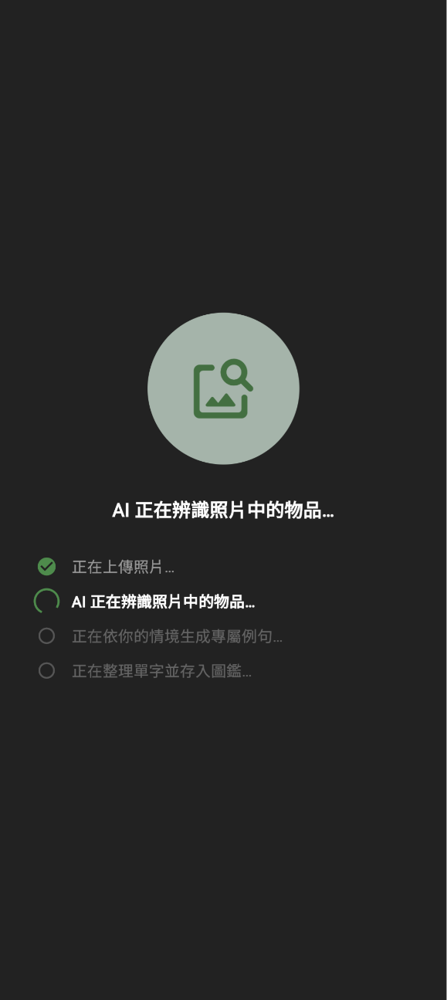 AI 正在辨識照片中的物品...
正在上傳照片...
AI 正在辨識照片中的物品...
正在依你的情境生成專屬例句...
正在整理單字並存入圖鑑...